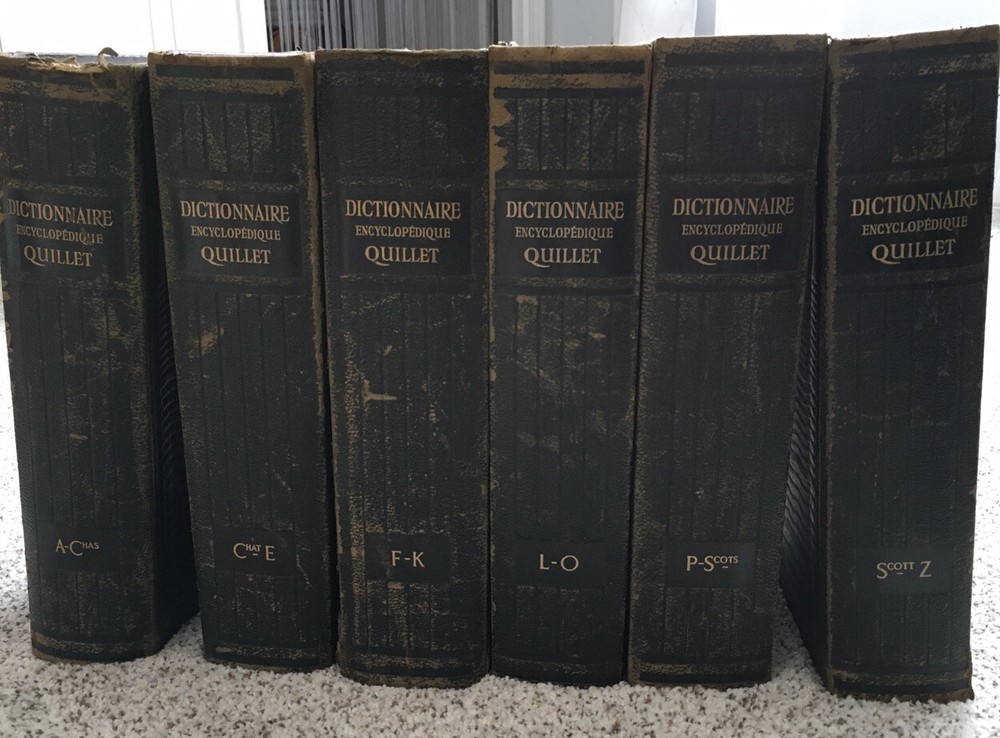 DICTIONNAIRE
ENCYCLOPÉDIQUE
QUILLET
A-CHAS
DICTIONNAIRE
ENCYCLOPÉDIQUE
QUILLET
CHAT-E
DICTIONNAIRE
ENCYCLOPÉDIQUE
QUILLET
F-K
DICTIONNAIRE
ENCYCLOPÉDIQUE
QUILLET
L-O
DICTIONNAIRE
ENCYCLOPÉDIQUE
QUILLET
P-SCOTS
DICTIONNAIRE
ENCYCLOPÉDIQUE
QUILLET
SCOTT-Z